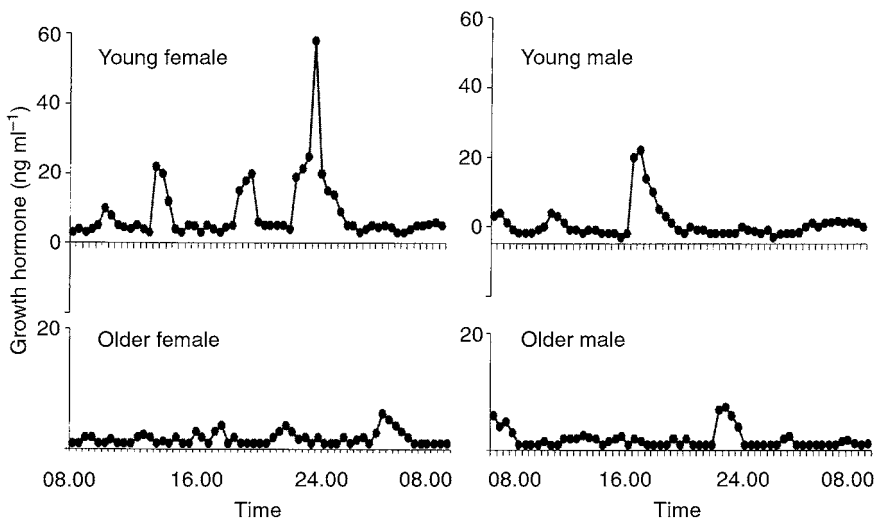 Growth hormone (ng ml⁻¹)
60
40
20
0
Young female
60
40
20
0
Young male
20
Older female
08.00 16.00 24.00 08.00
Time
20
Older male
08.00 16.00 24.00 08.00
Time